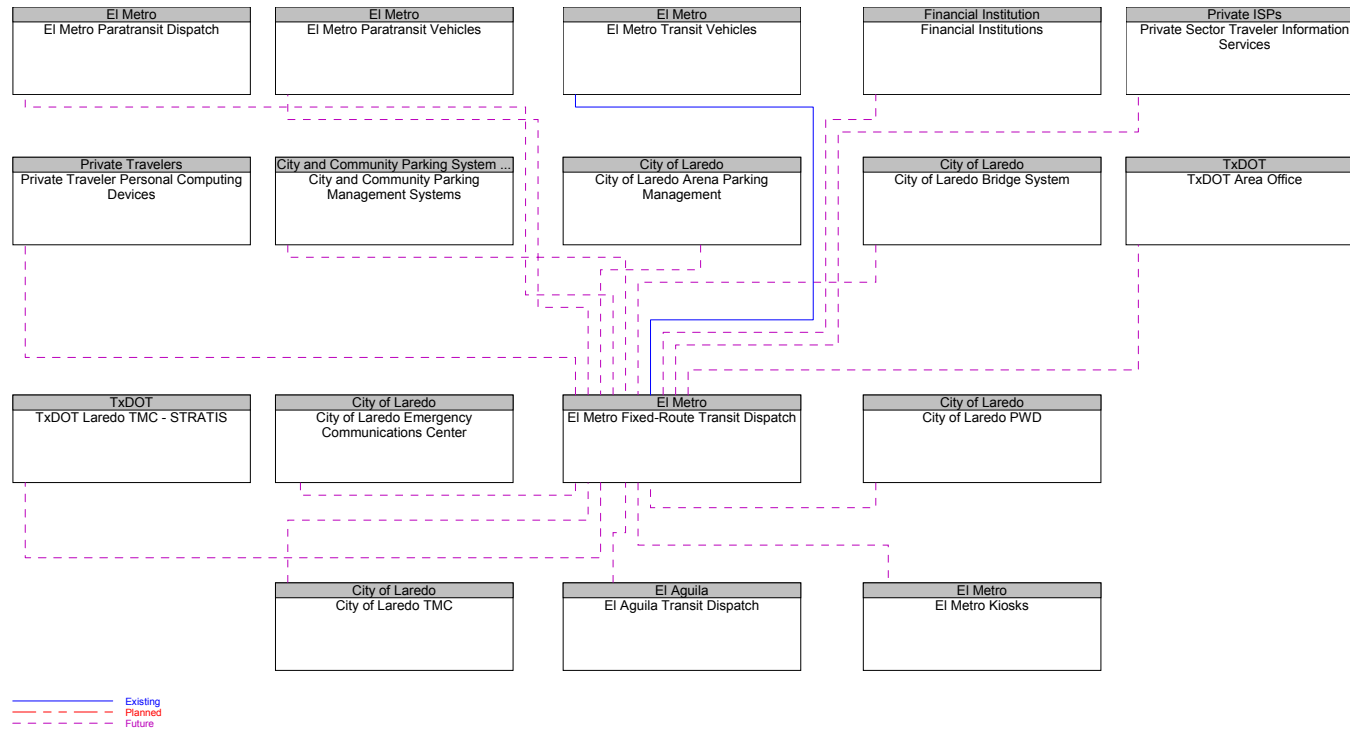 El Metro
El Metro Paratransit Dispatch
El Metro
El Metro Paratransit Vehicles
El Metro
El Metro Transit Vehicles
Financial Institution
Financial Institutions
Private ISPs
Private Sector Traveler Information
Services
Private Travelers
Private Traveler Personal Computing
Devices
City and Community Parking System ...
City and Community Parking
Management Systems
City of Laredo
City of Laredo Arena Parking
Management
City of Laredo
City of Laredo Bridge System
TxDOT
TxDOT Area Office
TxDOT
TxDOT Laredo TMC - STRATIS
City of Laredo
City of Laredo Emergency
Communications Center
El Metro
El Metro Fixed-Route Transit Dispatch
City of Laredo
City of Laredo PWD
City of Laredo
City of Laredo TMC
El Aguila
El Aguila Transit Dispatch
El Metro
El Metro Kiosks
Existing
Planned
Future